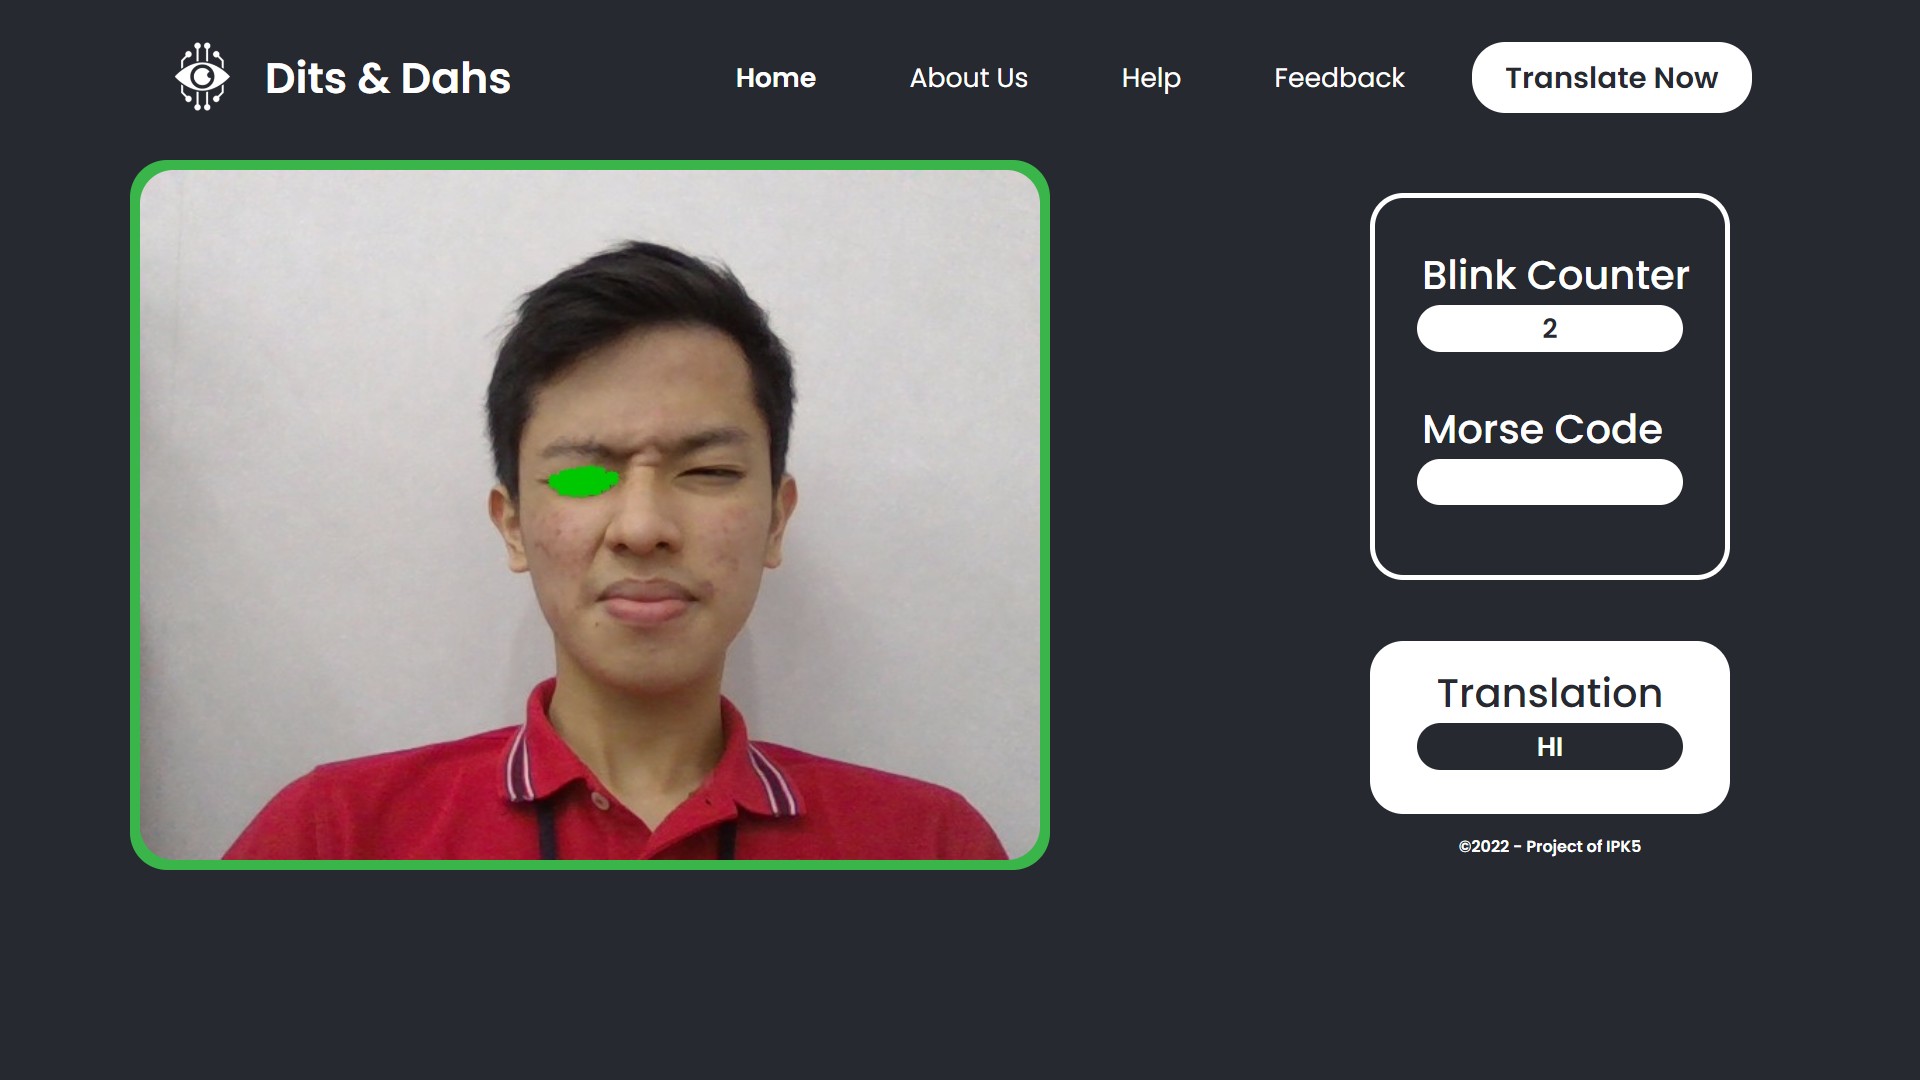 Dits & Dahs
Home
About Us
Help
Feedback
Translate Now
Blink Counter
2
Morse Code
Translation
HI
©2022 - Project of IPK5